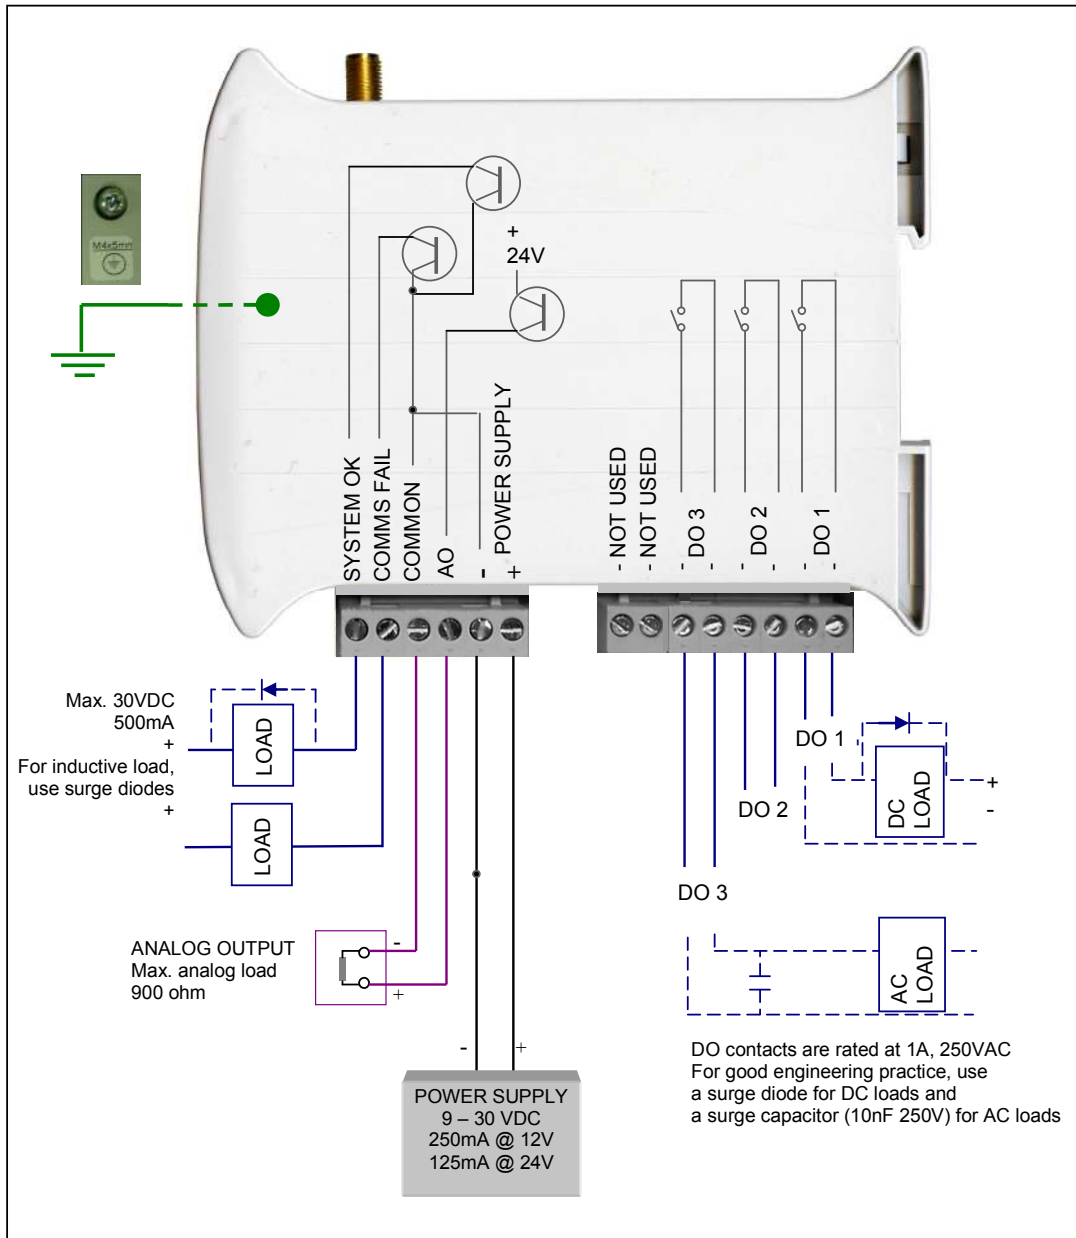 M4x5mm
+
24V
SYSTEM OK
COMMS FAIL
COMMON
AO
-
+
POWER SUPPLY
- NOT USED
- NOT USED
- DO 3 -
- DO 2 -
- DO 1 -
Max. 30VDC
500mA
+
For inductive load,
use surge diodes
+
LOAD
LOAD
ANALOG OUTPUT
Max. analog load
900 ohm
-
+
- +
POWER SUPPLY
9 – 30 VDC
250mA @ 12V
125mA @ 24V
DO 1
DO 2
DO 3
DC
LOAD
+
-
AC
LOAD
DO contacts are rated at 1A, 250VAC
For good engineering practice, use
a surge diode for DC loads and
a surge capacitor (10nF 250V) for AC loads